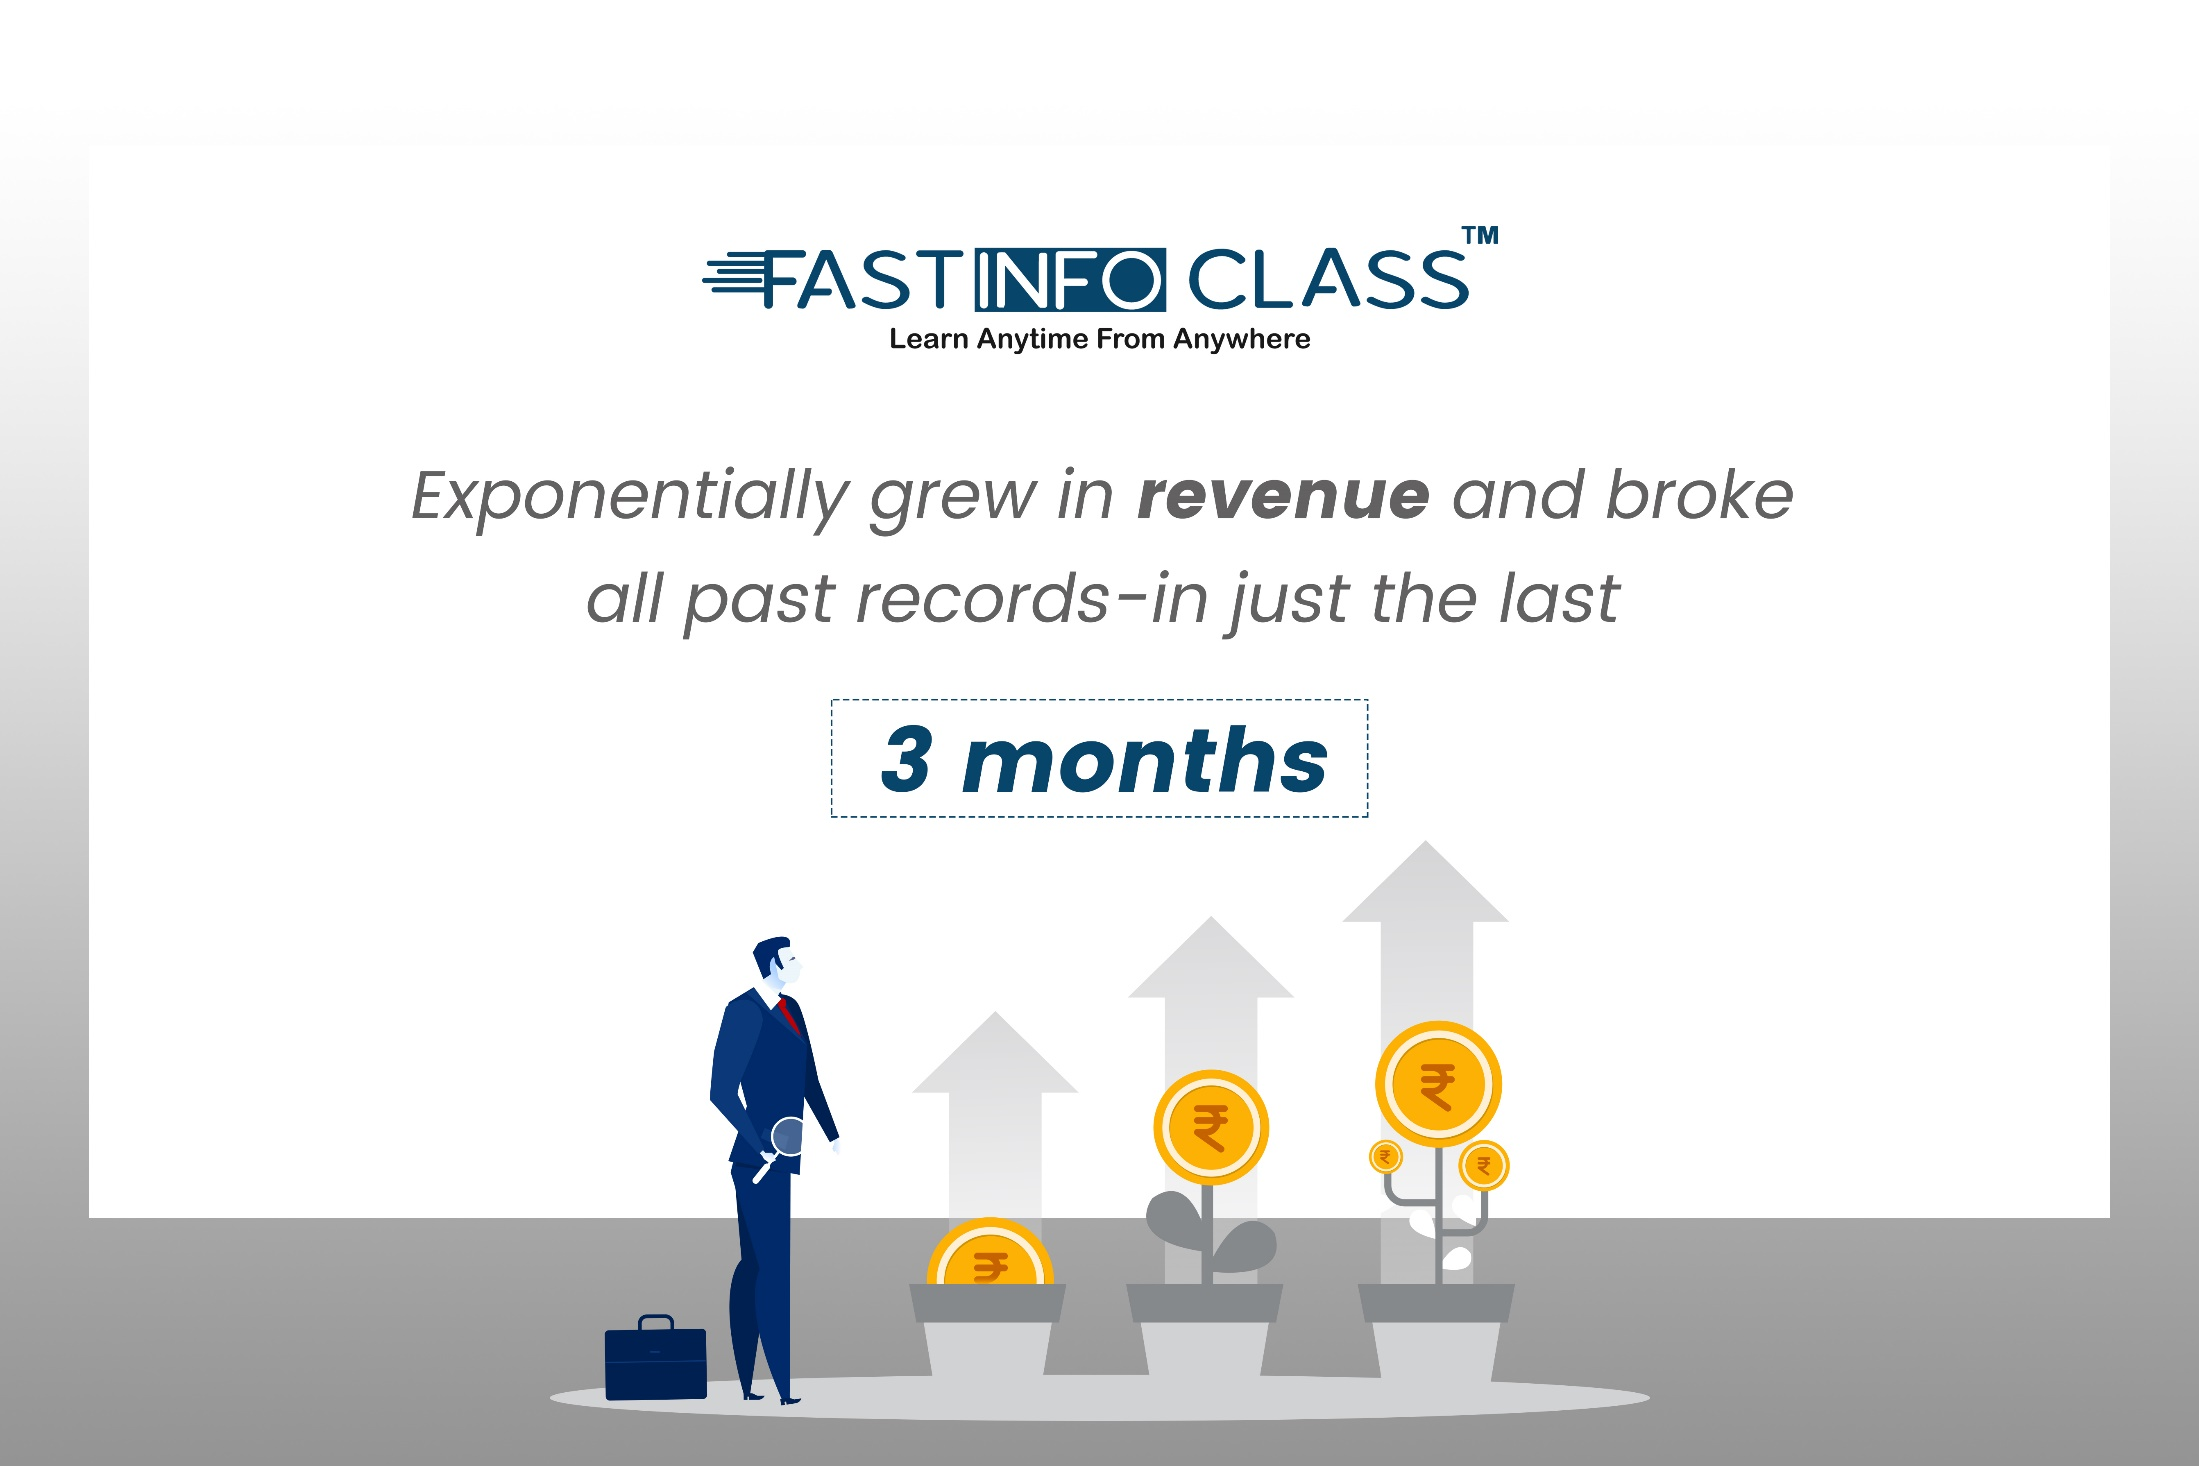 FAST INFO CLASS™
Learn Anytime From Anywhere
Exponentially grew in revenue and broke
all past records-in just the last
3 months
₹
₹
₹
₹
₹